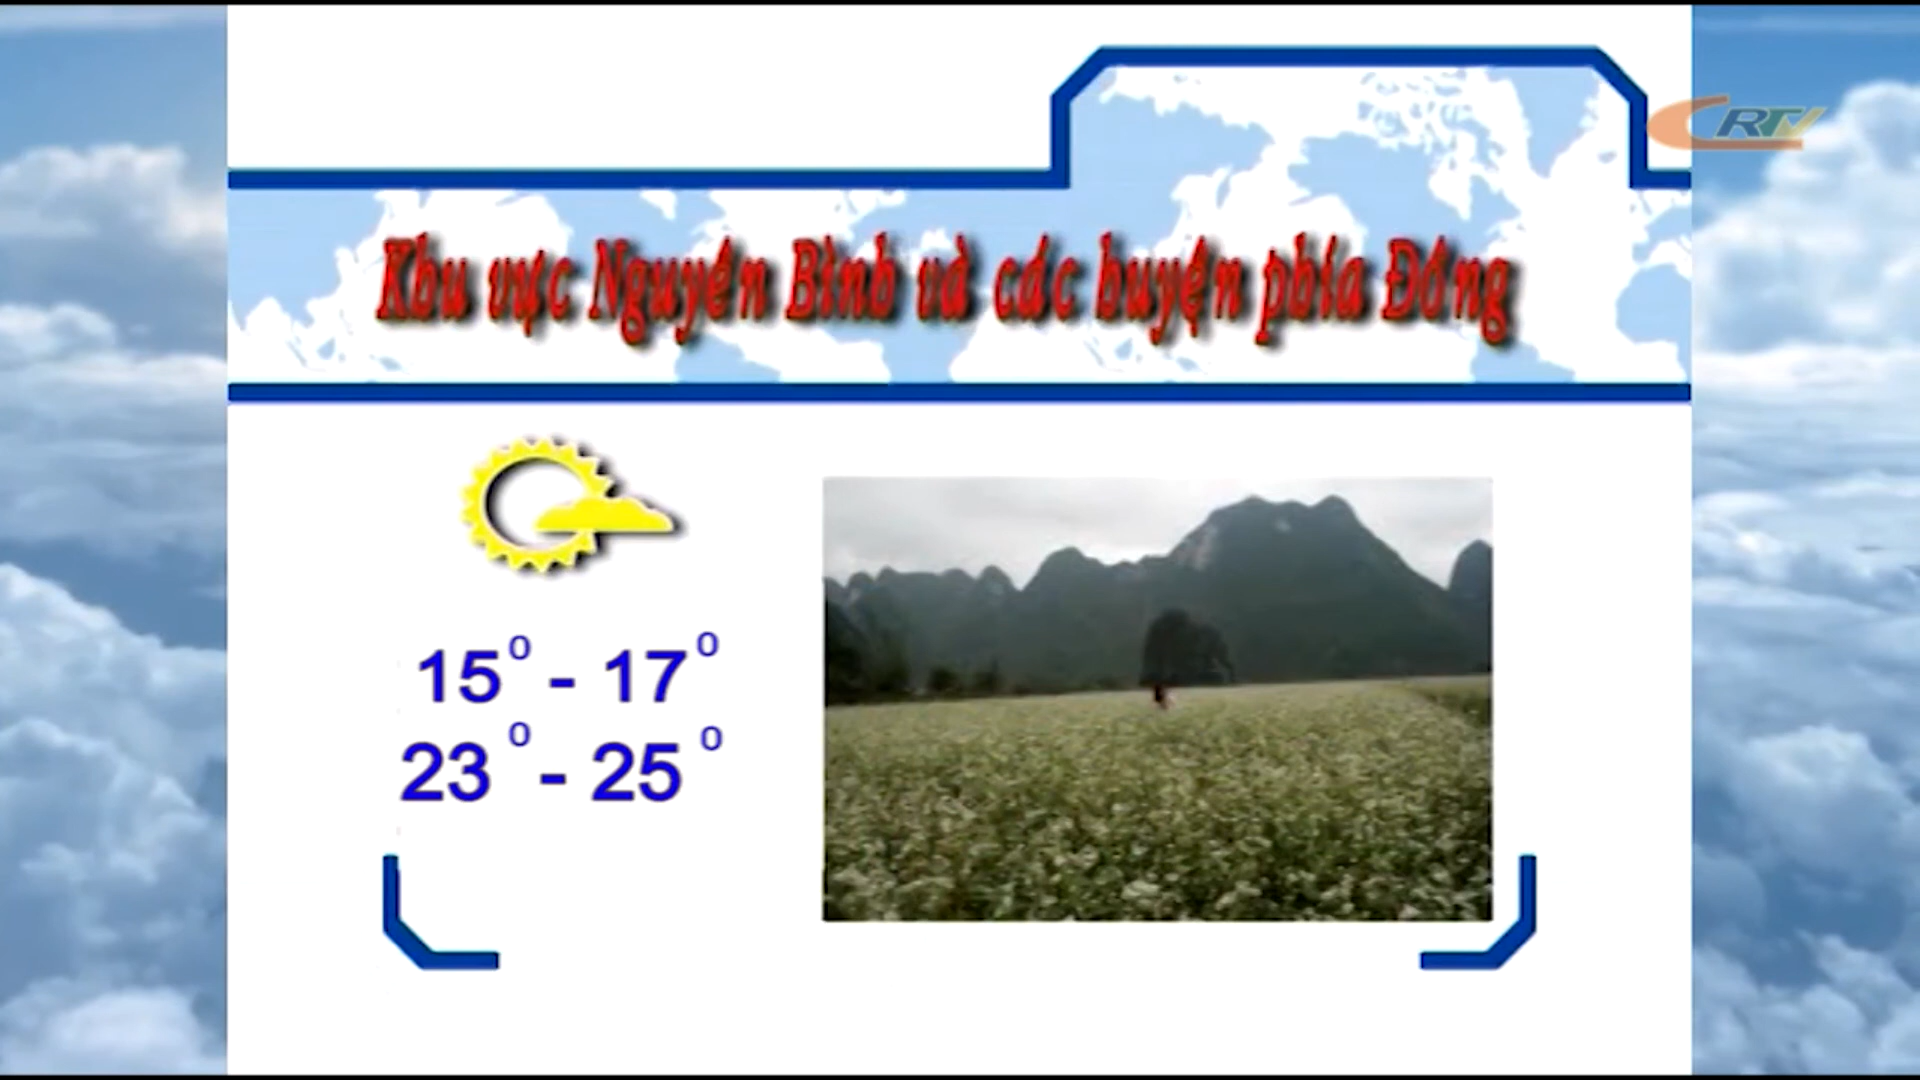 CRTV
Khu vực Nguyên Bình và các huyện phía Đông
15° - 17°
23° - 25°